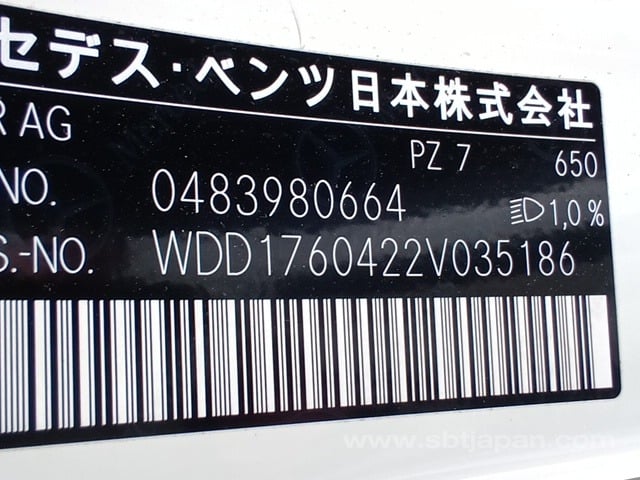 セデス・ベンツ日本株式会社
R AG
PZ 7 650
NO. 0483980664
1,0 %
S.-NO. WDD1760422V035186
www.sbtjapan.com